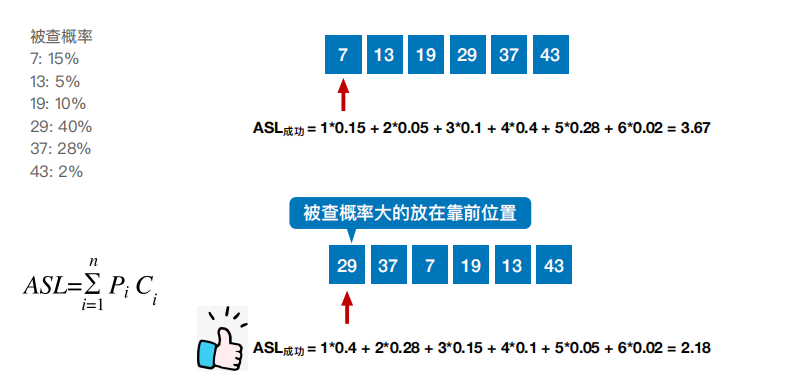 被查概率
7: 15%
13: 5%
19: 10%
29: 40%
37: 28%
43: 2%
7 13 19 29 37 43
ASL成功 = 1*0.15 + 2*0.05 + 3*0.1 + 4*0.4 + 5*0.28 + 6*0.02 = 3.67
被查概率大的放在靠前位置
29 37 7 19 13 43
ASL=∑ⁿᵢ₌₁ Pᵢ Cᵢ
ASL成功 = 1*0.4 + 2*0.28 + 3*0.15 + 4*0.1 + 5*0.05 + 6*0.02 = 2.18